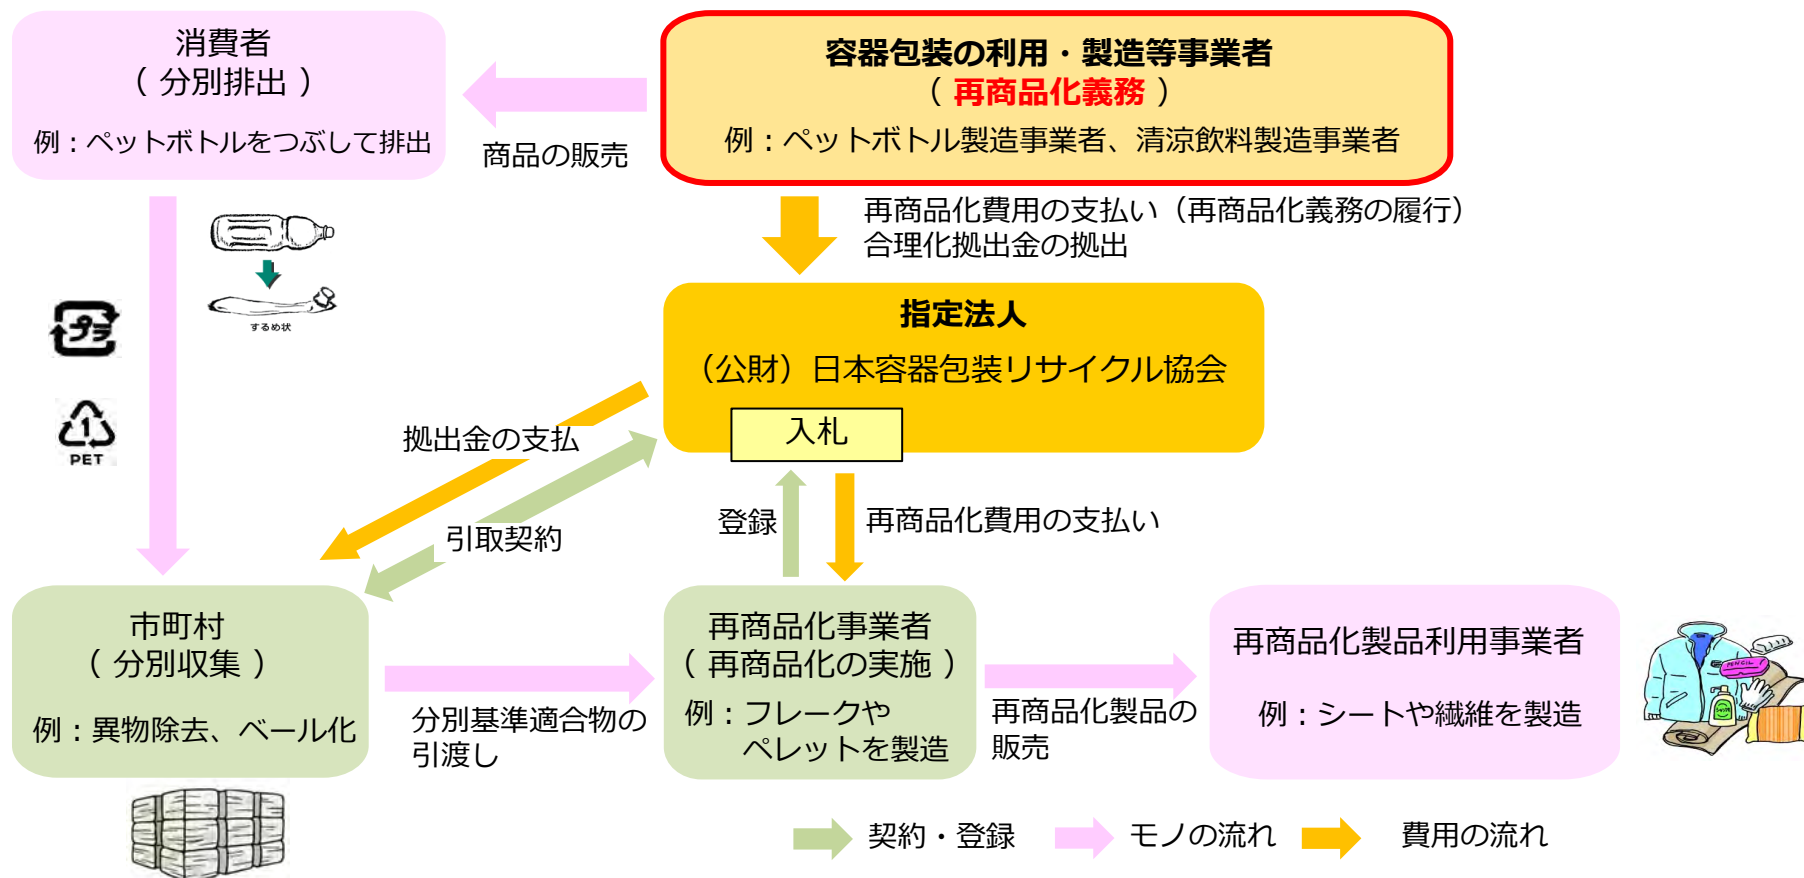 消費者
（ 分別排出 ）
例：ペットボトルをつぶして排出
容器包装の利用・製造等事業者
（ 再商品化義務 ）
例：ペットボトル製造事業者、清涼飲料製造事業者
商品の販売
再商品化費用の支払い（再商品化義務の履行）
合理化拠出金の拠出
するめ状
プラ
1
PET
指定法人
（公財）日本容器包装リサイクル協会
入札
拠出金の支払
引取契約
登録
再商品化費用の支払い
市町村
（ 分別収集 ）
例：異物除去、ベール化
分別基準適合物の
引渡し
再商品化事業者
（ 再商品化の実施 ）
例：フレークや
ペレットを製造
再商品化製品の
販売
再商品化製品利用事業者
例：シートや繊維を製造
PENCIL
契約・登録
モノの流れ
費用の流れ